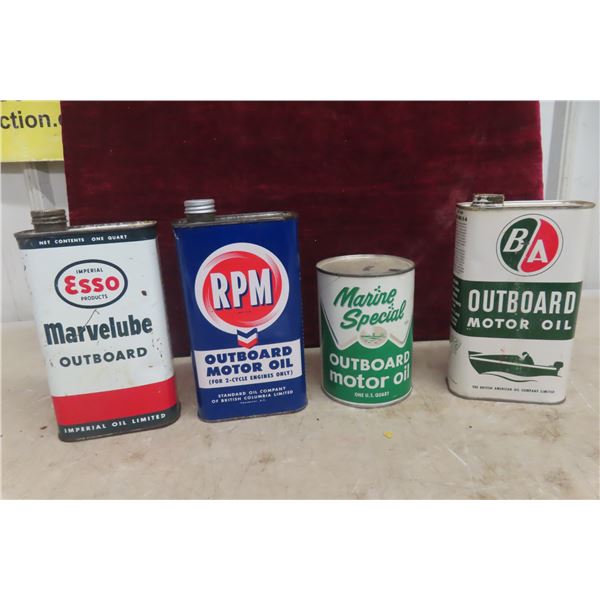 ction.
NET CONTENTS ONE QUART
IMPERIAL
Esso
PRODUCTS
Marvelube
OUTBOARD
IMPERIAL OIL LIMITED
RPM
OUTBOARD
MOTOR OIL
(FOR 2-CYCLE ENGINES ONLY)
STANDARD OIL COMPANY
OF BRITISH COLUMBIA LIMITED
Marine
Special
OUTBOARD
motor oil
ONE U.S. QUART
BA
OUTBOARD
MOTOR OIL
THE BRITISH AMERICAN OIL COMPANY LIMITED